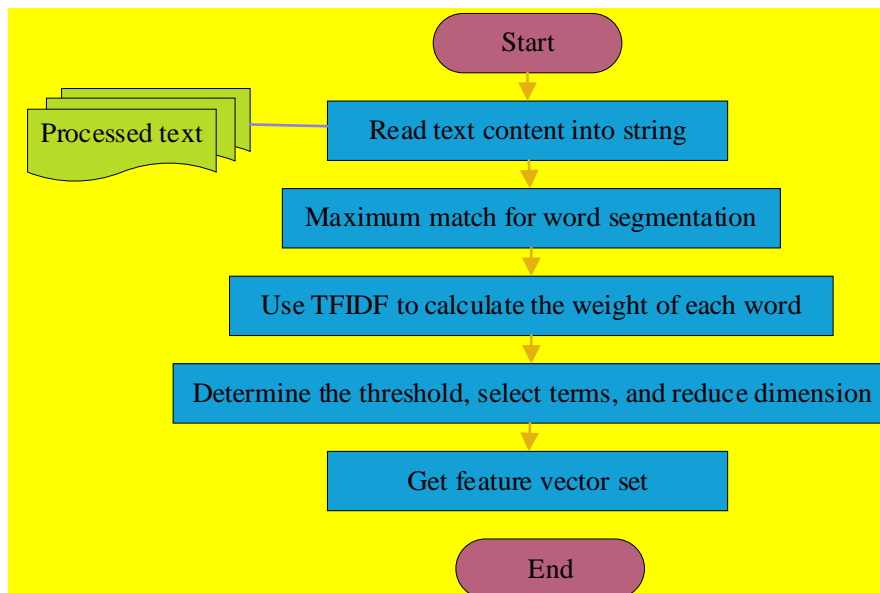 Start
Processed text
Read text content into string
Maximum match for word segmentation
Use TFIDF to calculate the weight of each word
Determine the threshold, select terms, and reduce dimension
Get feature vector set
End